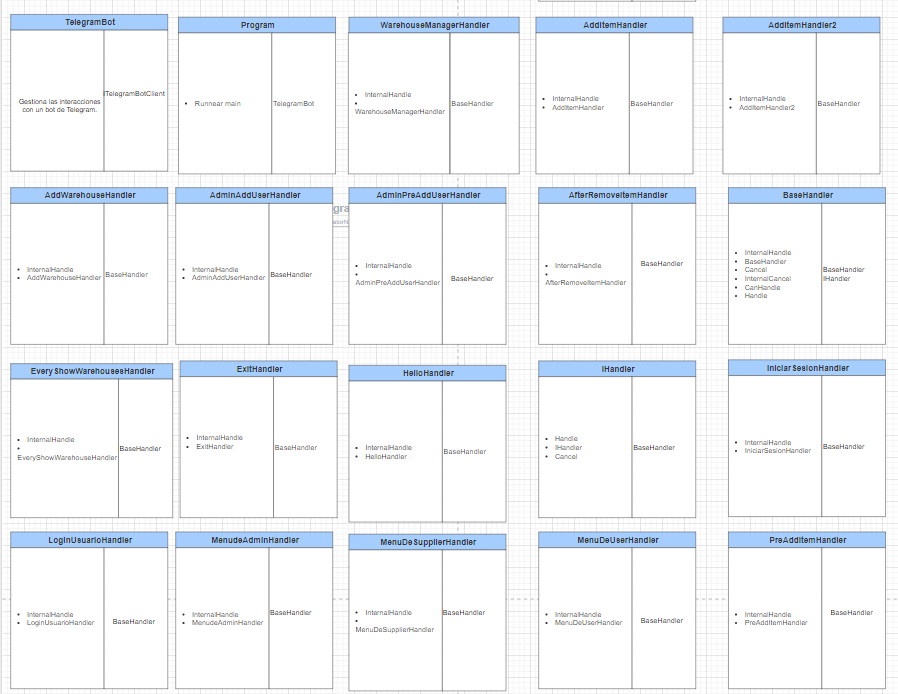 TelegramBot
Gestiona las interacciones
con un bot de Telegram.
ITelegramBotClient
Program
Runnear main
TelegramBot
WarehouseManagerHandler
InternalHandle
WarehouseManagerHandler
BaseHandler
AddItemHandler
InternalHandle
AddItemHandler
BaseHandler
AddItemHandler2
InternalHandle
AddItemHandler2
BaseHandler
AddWarehouseHandler
InternalHandle
AddWarehouseHandler
BaseHandler
AdminAddUserHandler
InternalHandle
AdminAddUserHandler
BaseHandler
gra
AdminPreAddUserHandler
InternalHandle
AdminPreAddUserHandler
BaseHandler
AfterRemoveItemHandler
InternalHandle
AfterRemoveItemHandler
BaseHandler
BaseHandler
InternalHandle
BaseHandler
Cancel
InternalCancel
CanHandle
Handle
BaseHandler
IHandler
EveryShowWarehousesHandler
InternalHandle
EveryShowWarehouseHandler
BaseHandler
ExitHandler
InternalHandle
ExitHandler
BaseHandler
HelloHandler
InternalHandle
HelloHandler
BaseHandler
IHandler
Handle
IHandler
Cancel
BaseHandler
IniciarSesionHandler
InternalHandle
IniciarSesionHandler
BaseHandler
LoginUsuarioHandler
InternalHandle
LoginUsuarioHandler
BaseHandler
MenudeAdminHandler
InternalHandle
MenudeAdminHandler
BaseHandler
MenuDeSupplierHandler
InternalHandle
MenuDeSupplierHandler
BaseHandler
MenuDeUserHandler
InternalHandle
MenuDeUserHandler
BaseHandler
PreAddItemHandler
InternalHandle
PreAddItemHandler
BaseHandler